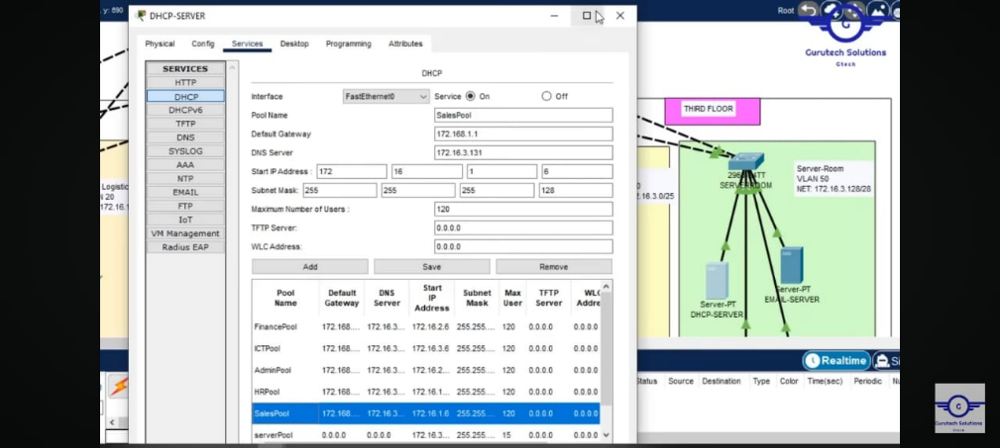 y: 690
DHCP-SERVER
Root
Physical Config Services Desktop Programming Attributes
Gurutech Solutions
Gtech
SERVICES
HTTP
DHCP
DHCPv6
TFTP
DNS
SYSLOG
AAA
NTP
EMAIL
FTP
IoT
VM Management
Radius EAP
DHCP
Interface FastEthernet0 Service On Off
Pool Name SalesPool
Default Gateway 172.168.1.1
DNS Server 172.16.3.131
Start IP Address : 172 16 1 6
Subnet Mask: 255 255 255 128
Maximum Number of Users : 120
TFTP Server: 0.0.0.0
WLC Address: 0.0.0.0
Add Save Remove
Pool Name Default Gateway DNS Server Start IP Address Subnet Mask Max User TFTP Server WLC Addre
FinancePool 172.168.... 172.16.3... 172.16.2.6 255.255.... 120 0.0.0.0 0.0.0.0
ICTPool 172.168.... 172.16.3... 172.16.3.6 255.255.... 120 0.0.0.0 0.0.0.0
AdminPool 172.168.... 172.16.3... 172.16.2... 255.255.... 120 0.0.0.0 0.0.0.0
HRPool 172.168.... 172.16.3... 172.16.1... 255.255.... 120 0.0.0.0 0.0.0.0
SalesPool 172.168.... 172.16.3... 172.16.1.6 255.255.... 120 0.0.0.0 0.0.0.0
serverPool 0.0.0.0 0.0.0.0 172.16.3... 255.255.... 15 0.0.0.0 0.0.0.0
Logistic
N 20
172.16.1
THIRD FLOOR
SERVERROOM
Server-Room
VLAN 50
NET: 172.16.3.128/28
.16.3.0/25
Server-PT
DHCP-SERVER
Server-PT
EMAIL-SERVER
Realtime
Status Source Destination Type Color Time(sec) Periodic
Gurutech Solutions
Gtech